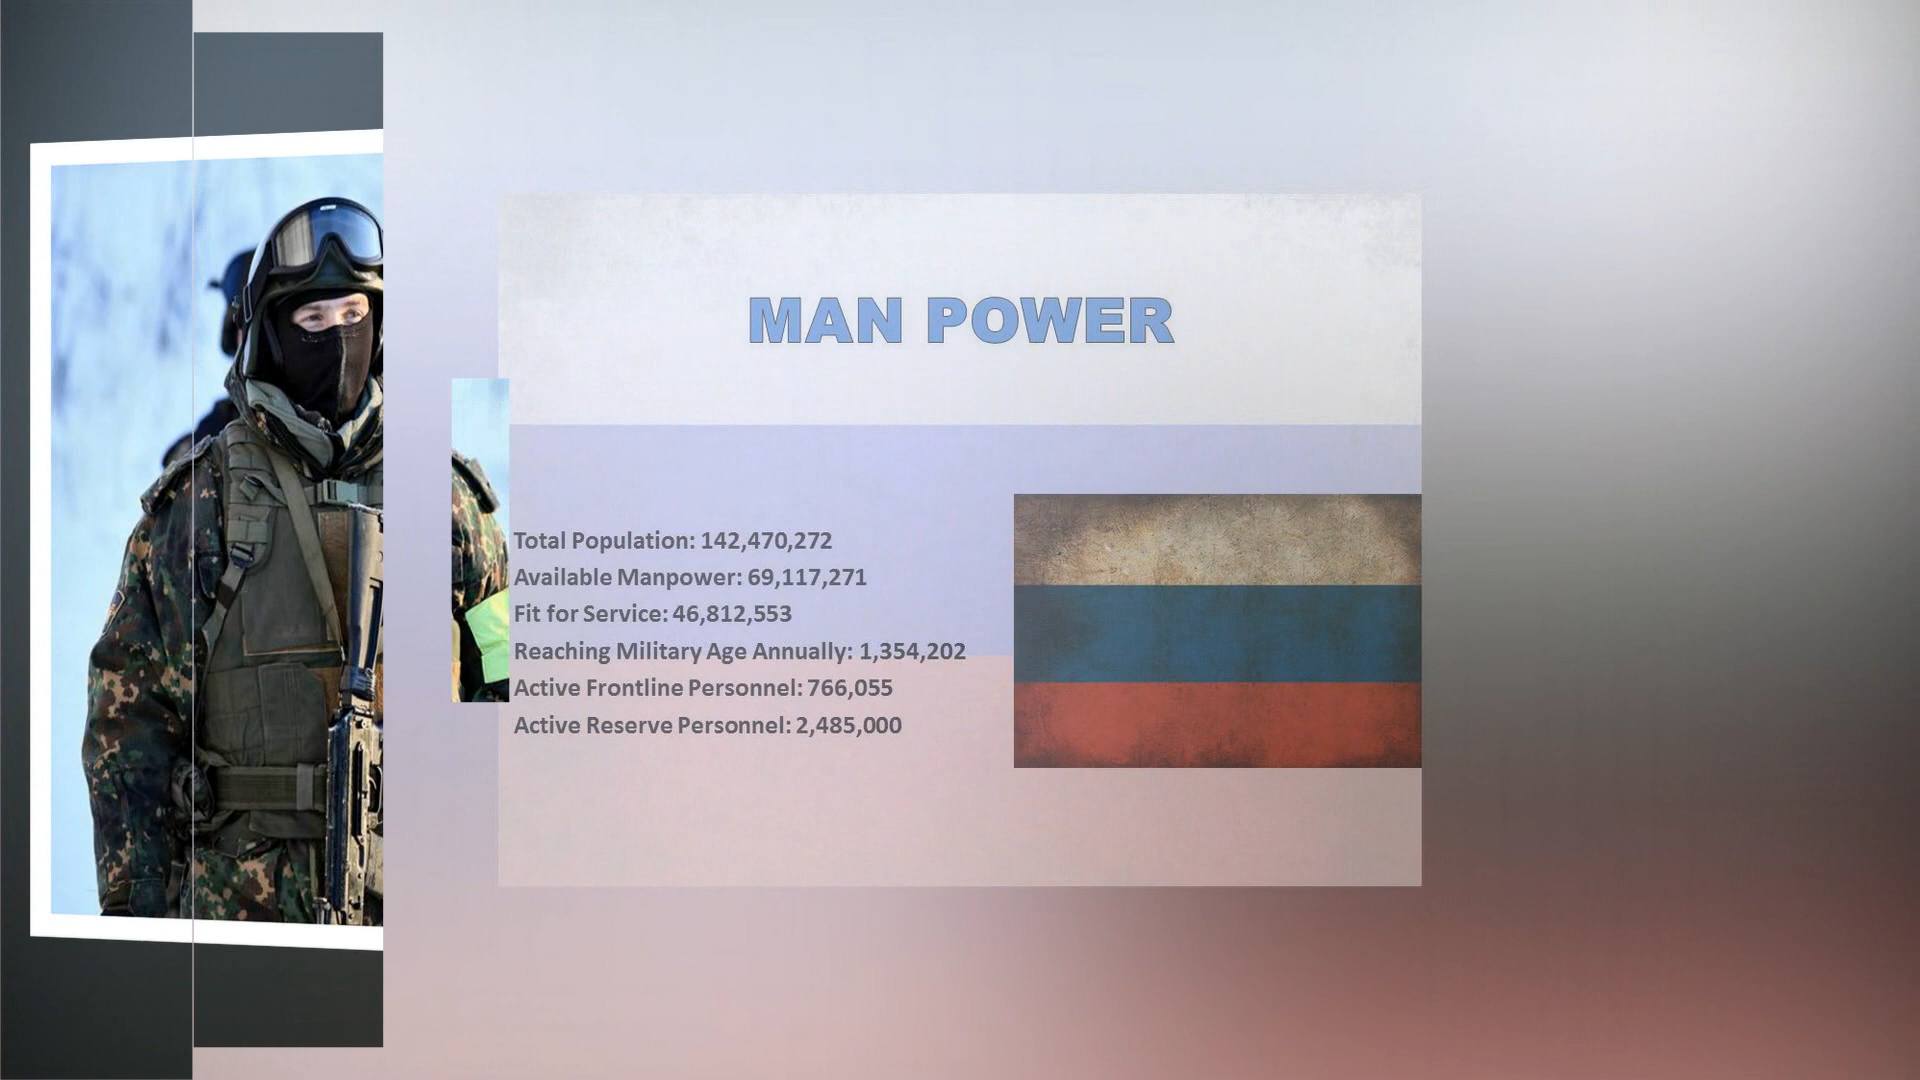 MAN POWER
Total Population: 142,470,272
Available Manpower: 69,117,271
Fit for Service: 46,812,553
Reaching Military Age Annually: 1,354,202
Active Frontline Personnel: 766,055
Active Reserve Personnel: 2,485,000